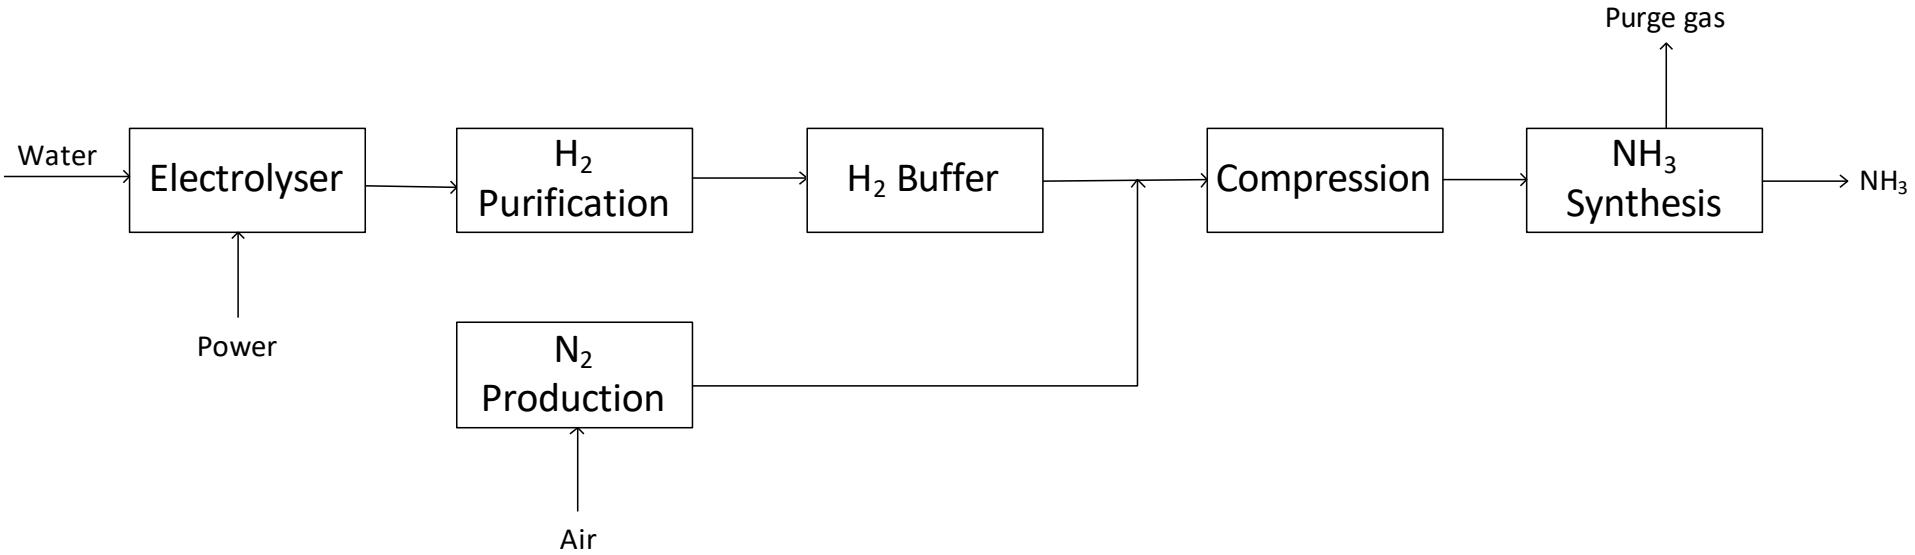 Purge gas
Water
Electrolyser
H₂
Purification
H₂ Buffer
Compression
NH₃
Synthesis
NH₃
Power
N₂
Production
Air